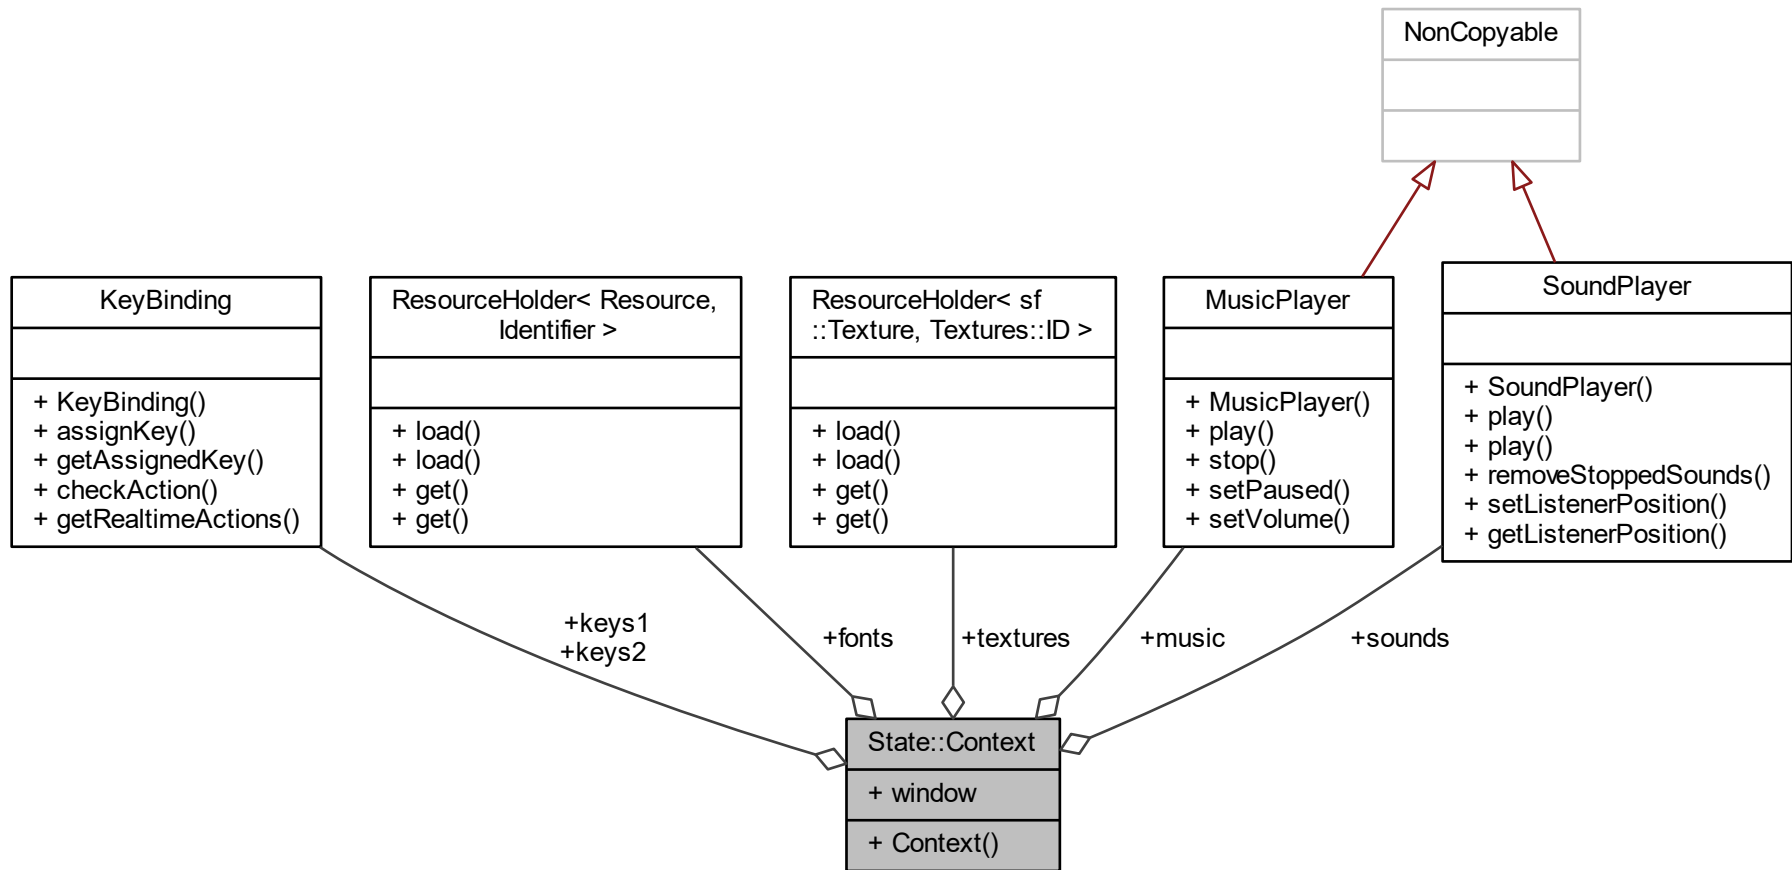 NonCopyable
KeyBinding
+ KeyBinding()
+ assignKey()
+ getAssignedKey()
+ checkAction()
+ getRealtimeActions()
ResourceHolder< Resource,
Identifier >
+ load()
+ load()
+ get()
+ get()
ResourceHolder< sf
::Texture, Textures::ID >
+ load()
+ load()
+ get()
+ get()
MusicPlayer
+ MusicPlayer()
+ play()
+ stop()
+ setPaused()
+ setVolume()
SoundPlayer
+ SoundPlayer()
+ play()
+ play()
+ removeStoppedSounds()
+ setListenerPosition()
+ getListenerPosition()
+keys1
+keys2
+fonts
+textures
+music
+sounds
State::Context
+ window
+ Context()